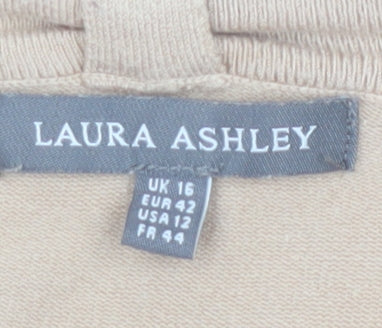 LAURA ASHLEY
UK 16
EUR 42
USA 12
FR 44